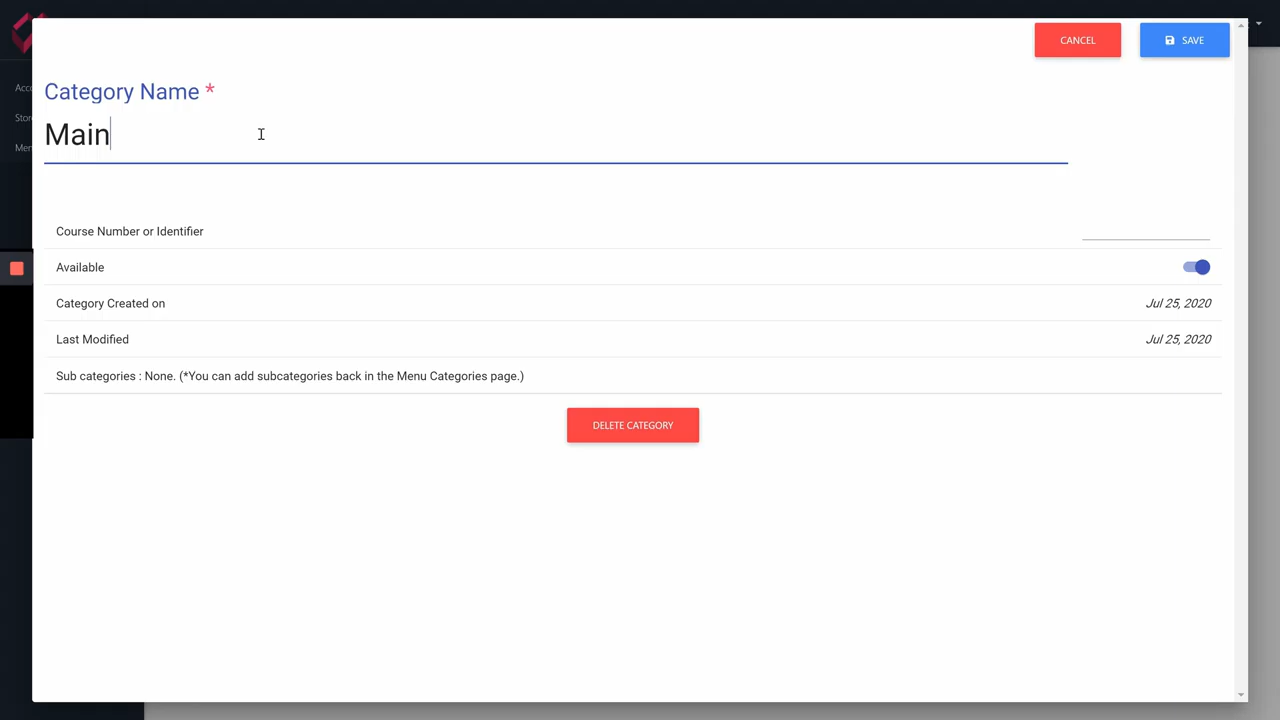 CANCEL
SAVE
Category Name *
Main
Course Number or Identifier
Available
Category Created on
Jul 25, 2020
Last Modified
Jul 25, 2020
Sub categories : None. (*You can add subcategories back in the Menu Categories page.)
DELETE CATEGORY